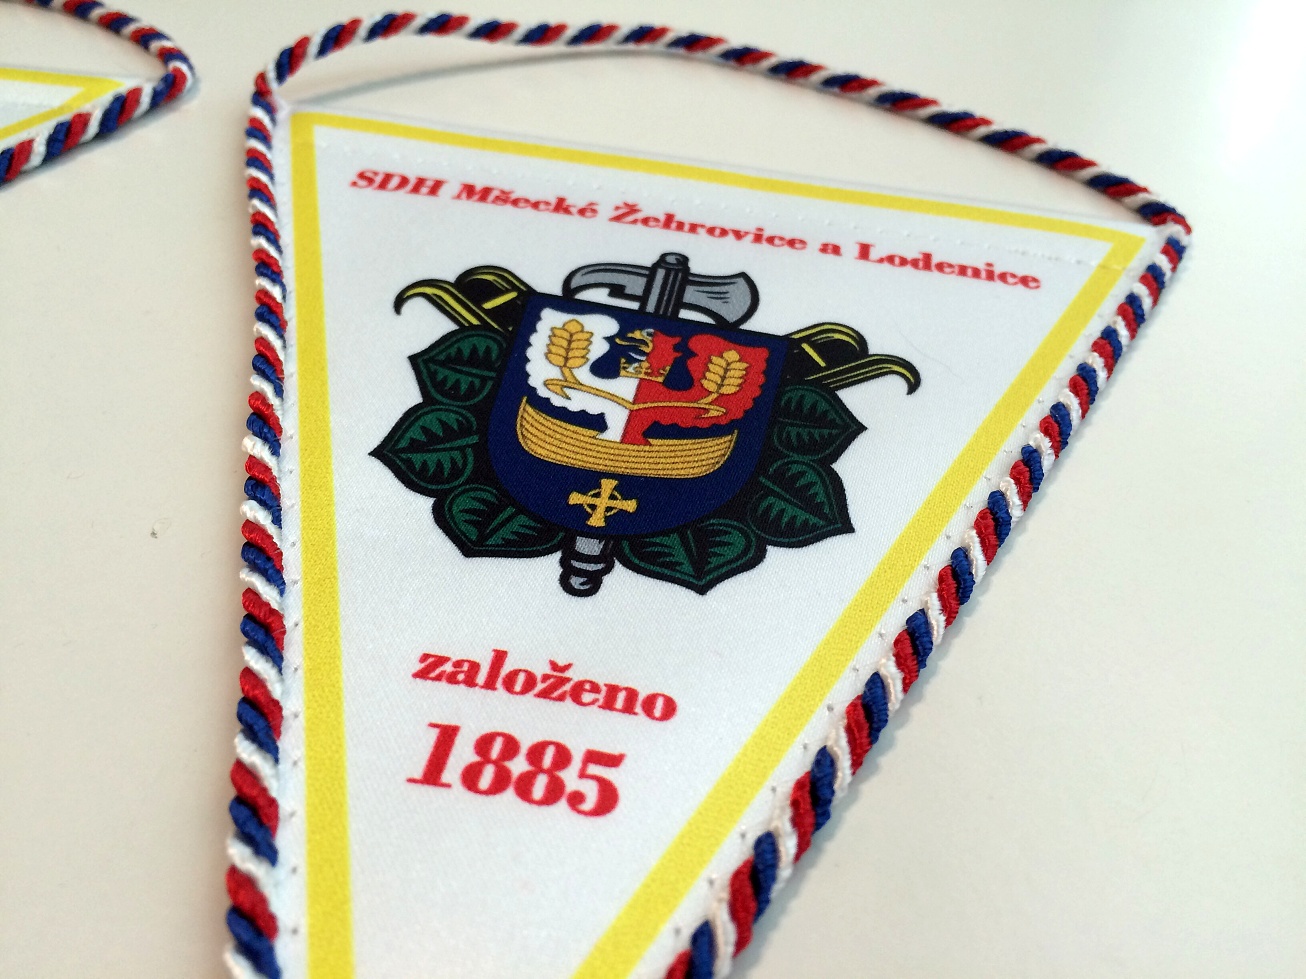 SDH Mšecké Žehrovice a Lodenice
založeno
1885